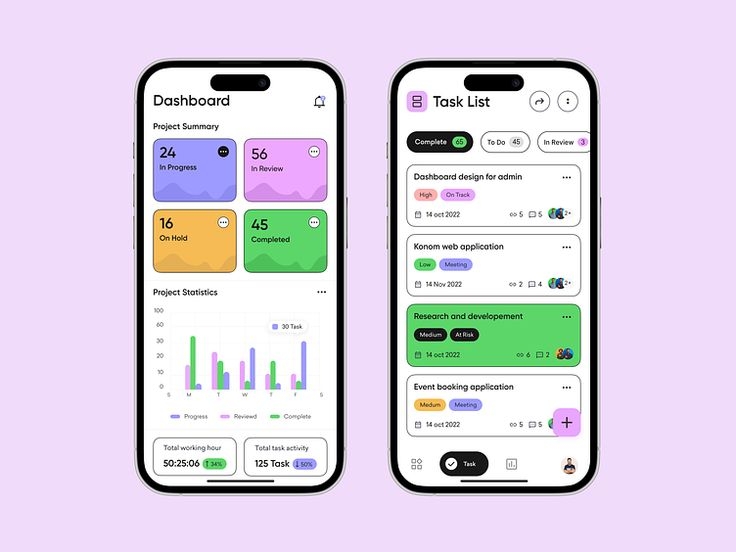 Dashboard
Project Summary
24
In Progress
56
In Review
16
On Hold
45
Completed
Project Statistics
100
60
30
20
10
0
30 Task
S M T W T F S
Progress Reviewd Complete
Total working hour
50:25:06 34%
Total task activity
125 Task 50%
Task List
Complete 65 To Do 45 In Review 3
Dashboard design for admin
High On Track
14 oct 2022 5 5 2+
Konom web application
Low Meeting
14 Nov 2022 2 4 2+
Research and developement
Medium At Risk
14 oct 2022 6 2
Event booking application
Medum Meeting
14 oct 2022 5 5
Task